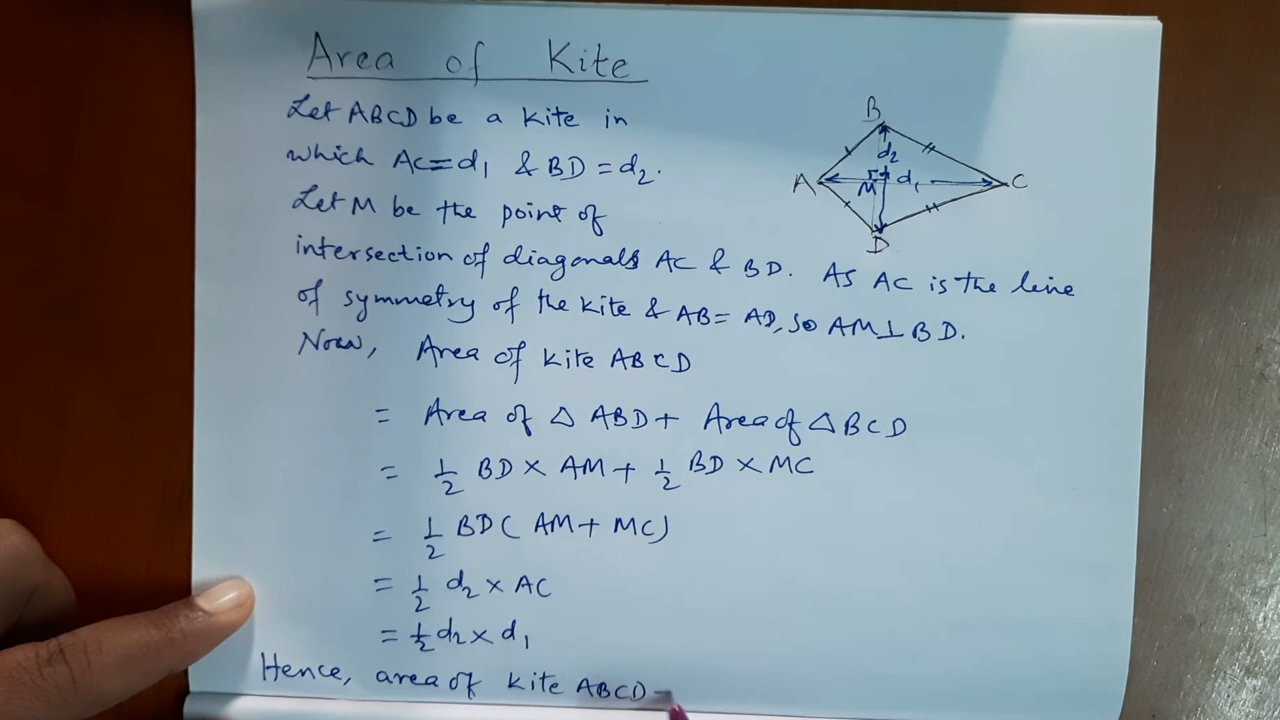 Area of Kite
Let ABCD be a kite in
which AC=d₁ & BD=d₂.
Let M be the point of
intersection of diagonals AC & BD. As AC is the line
of symmetry of the kite & AB= AD, so AM⊥BD.
Now, Area of kite ABCD
= Area of △ ABD+ Area of △BCD
= 1/2 BD × AM + 1/2 BD × MC
= 1/2 BD ( AM + MC)
= 1/2 d₂ × AC
= 1/2 d₂ × d₁
Hence, area of kite ABCD =
B
d₂
A
M
d₁
C
D